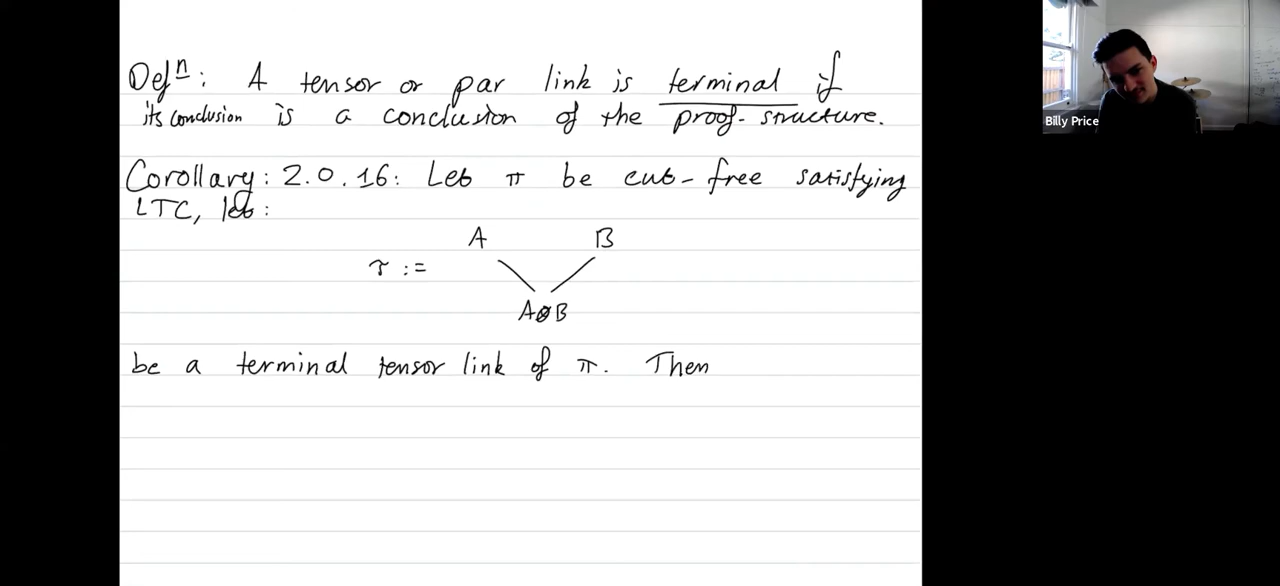 Defⁿ: A tensor or par link is terminal if
its conclusion is a conclusion of the proof-structure.
Billy Price
Corollary: 2.0.16: Let π be cut-free satisfying
LTC, let:
A B
τ :=
A⊗B
be a terminal tensor link of π. Then